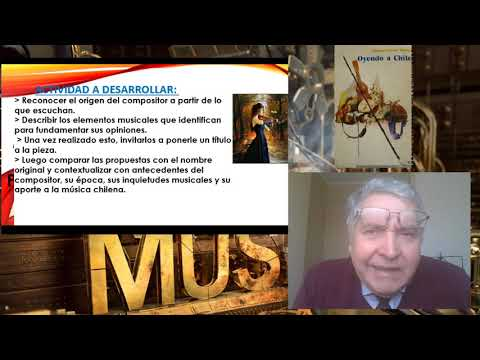 ACTIVIDAD A DESARROLLAR:
> Reconocer el origen del compositor a partir de lo
que escuchan.
> Describir los elementos musicales que identifican
para fundamentar sus opiniones.
> Una vez realizado esto, invitarlos a ponerle un título
a la pieza.
> Luego comparar las propuestas con el nombre
original y contextualizar con antecedentes del
compositor, su época, sus inquietudes musicales y su
aporte a la música chilena.
Oyendo a Chile
MUS